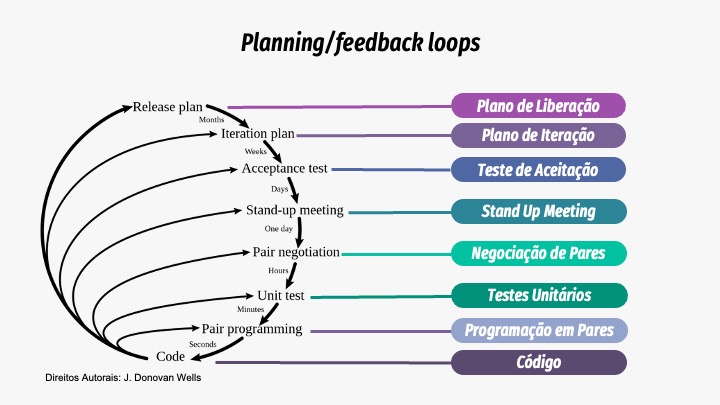 Planning/feedback loops
Release plan
Plano de Liberação
Months
Iteration plan
Plano de Iteração
Weeks
Acceptance test
Teste de Aceitação
Days
Stand-up meeting
Stand Up Meeting
One day
Pair negotiation
Negociação de Pares
Hours
Unit test
Testes Unitários
Minutes
Pair programming
Programação em Pares
Seconds
Code
Código
Direitos Autorais: J. Donovan Wells